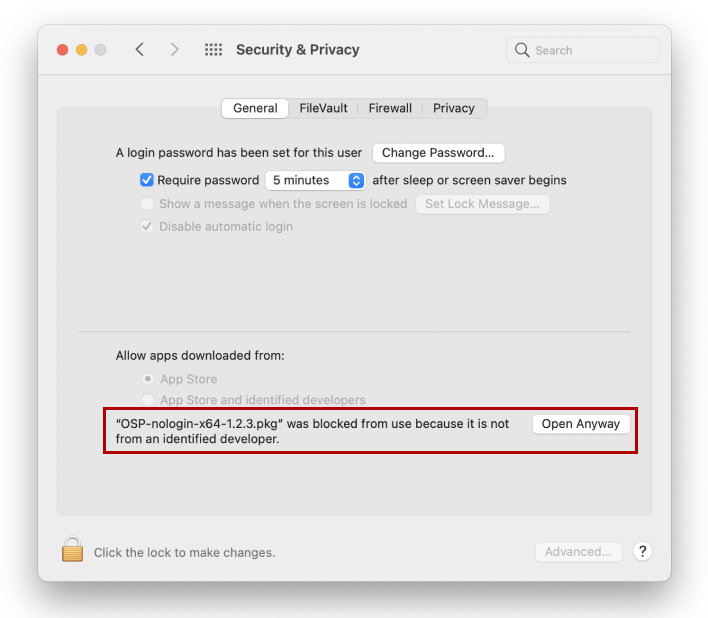 Security & Privacy
Search
General FileVault Firewall Privacy
A login password has been set for this user Change Password...
Require password 5 minutes after sleep or screen saver begins
Show a message when the screen is locked Set Lock Message...
Disable automatic login
Allow apps downloaded from:
App Store
App Store and identified developers
“OSP-nologin-x64-1.2.3.pkg” was blocked from use because it is not Open Anyway
from an identified developer.
Click the lock to make changes. Advanced... ?